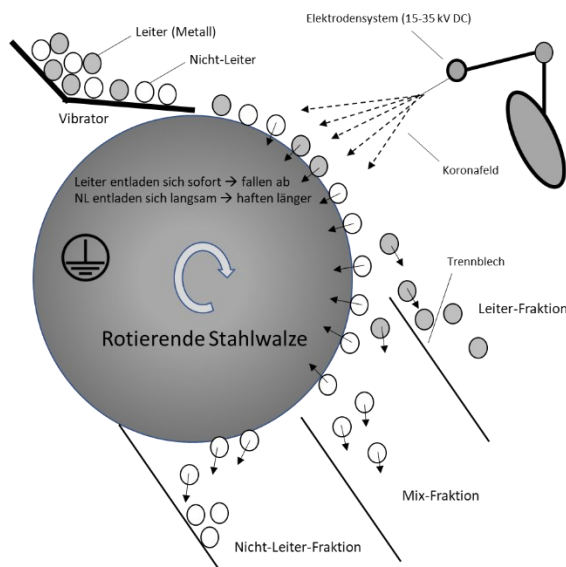 Elektrodensystem (15-35 kV DC)
Leiter (Metall)
Nicht-Leiter
Vibrator
Koronafeld
Leiter entladen sich sofort → fallen ab
NL entladen sich langsam → haften länger
Trennblech
Leiter-Fraktion
Rotierende Stahlwalze
Mix-Fraktion
Nicht-Leiter-Fraktion